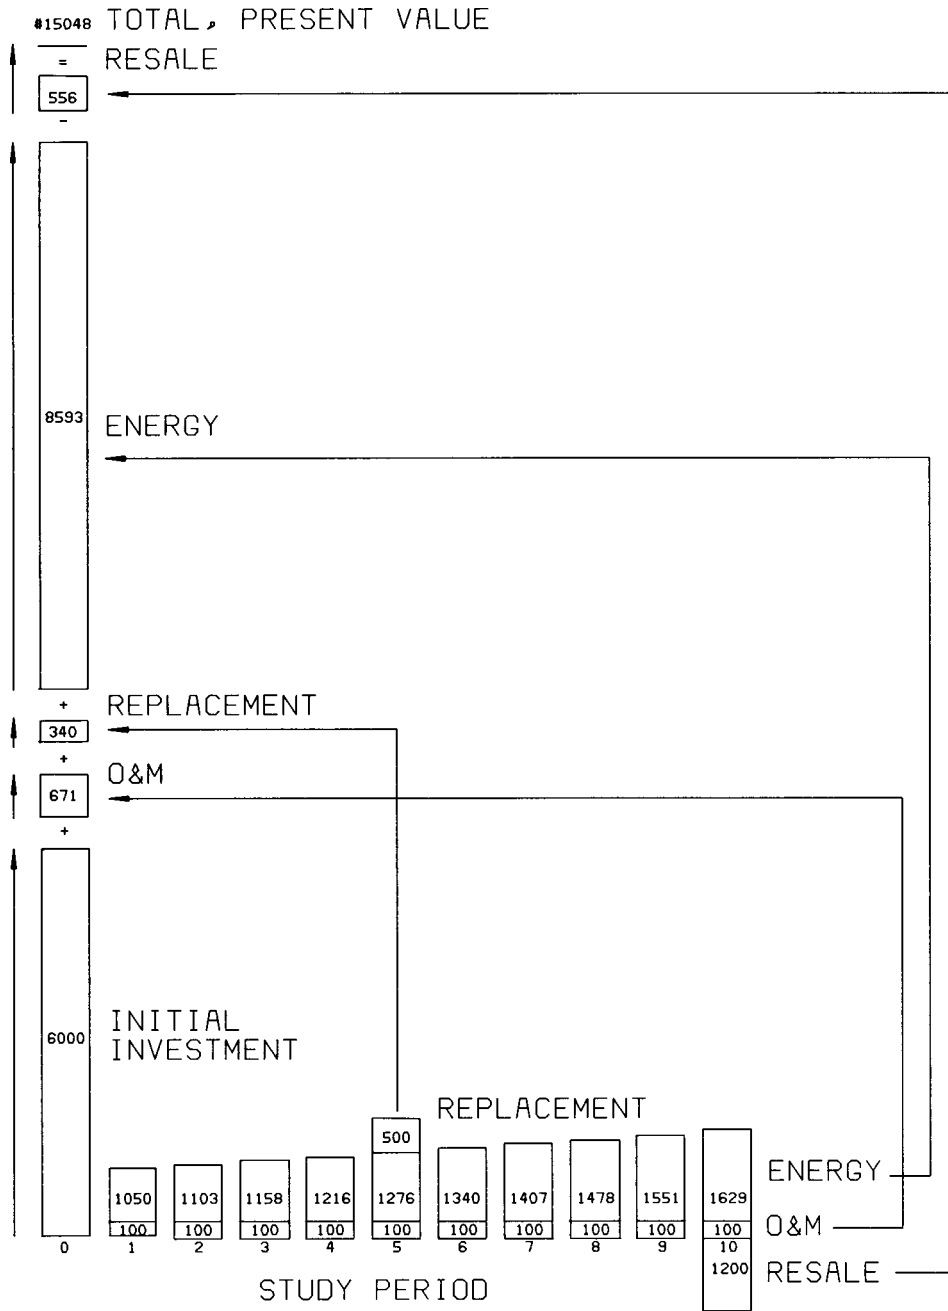 #15048 TOTAL, PRESENT VALUE
=
RESALE
556
-
8593
ENERGY
+
REPLACEMENT
340
+
O&M
671
+
6000
INITIAL
INVESTMENT
REPLACEMENT
500
1050 1103 1158 1216 1276 1340 1407 1478 1551 1629
ENERGY
100 100 100 100 100 100 100 100 100 100
O&M
0 1 2 3 4 5 6 7 8 9 10
1200
RESALE
STUDY PERIOD